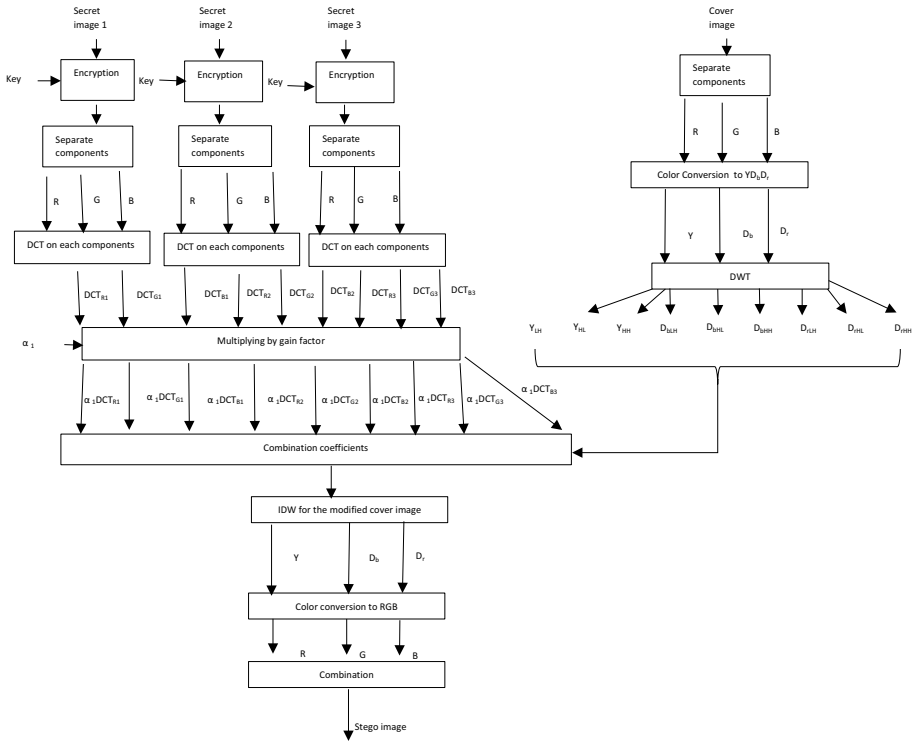 Secret
image 1
Secret
image 2
Secret
image 3
Cover
image
Key
Encryption
Key
Encryption
Key
Encryption
Separate
components
Separate
components
Separate
components
Separate
components
R G B
R G B
R G B
R G B
Color Conversion to YDbDr
DCT on each components
DCT on each components
DCT on each components
Y Db Dr
DWT
DCTR1 DCTG1 DCTB1 DCTR2 DCTG2 DCTB2 DCTR3 DCTG3 DCTB3
YLH YHL YHH DbLH DbHL DbHH DrLH DrHL DrHH
α 1
Multiplying by gain factor
α 1DCTR1 α 1DCTG1 α 1DCTB1 α 1DCTR2 α 1DCTG2 α 1DCTB2 α 1DCTR3 α 1DCTG3 α 1DCTB3
Combination coefficients
IDW for the modified cover image
Y Db Dr
Color conversion to RGB
R G B
Combination
Stego image